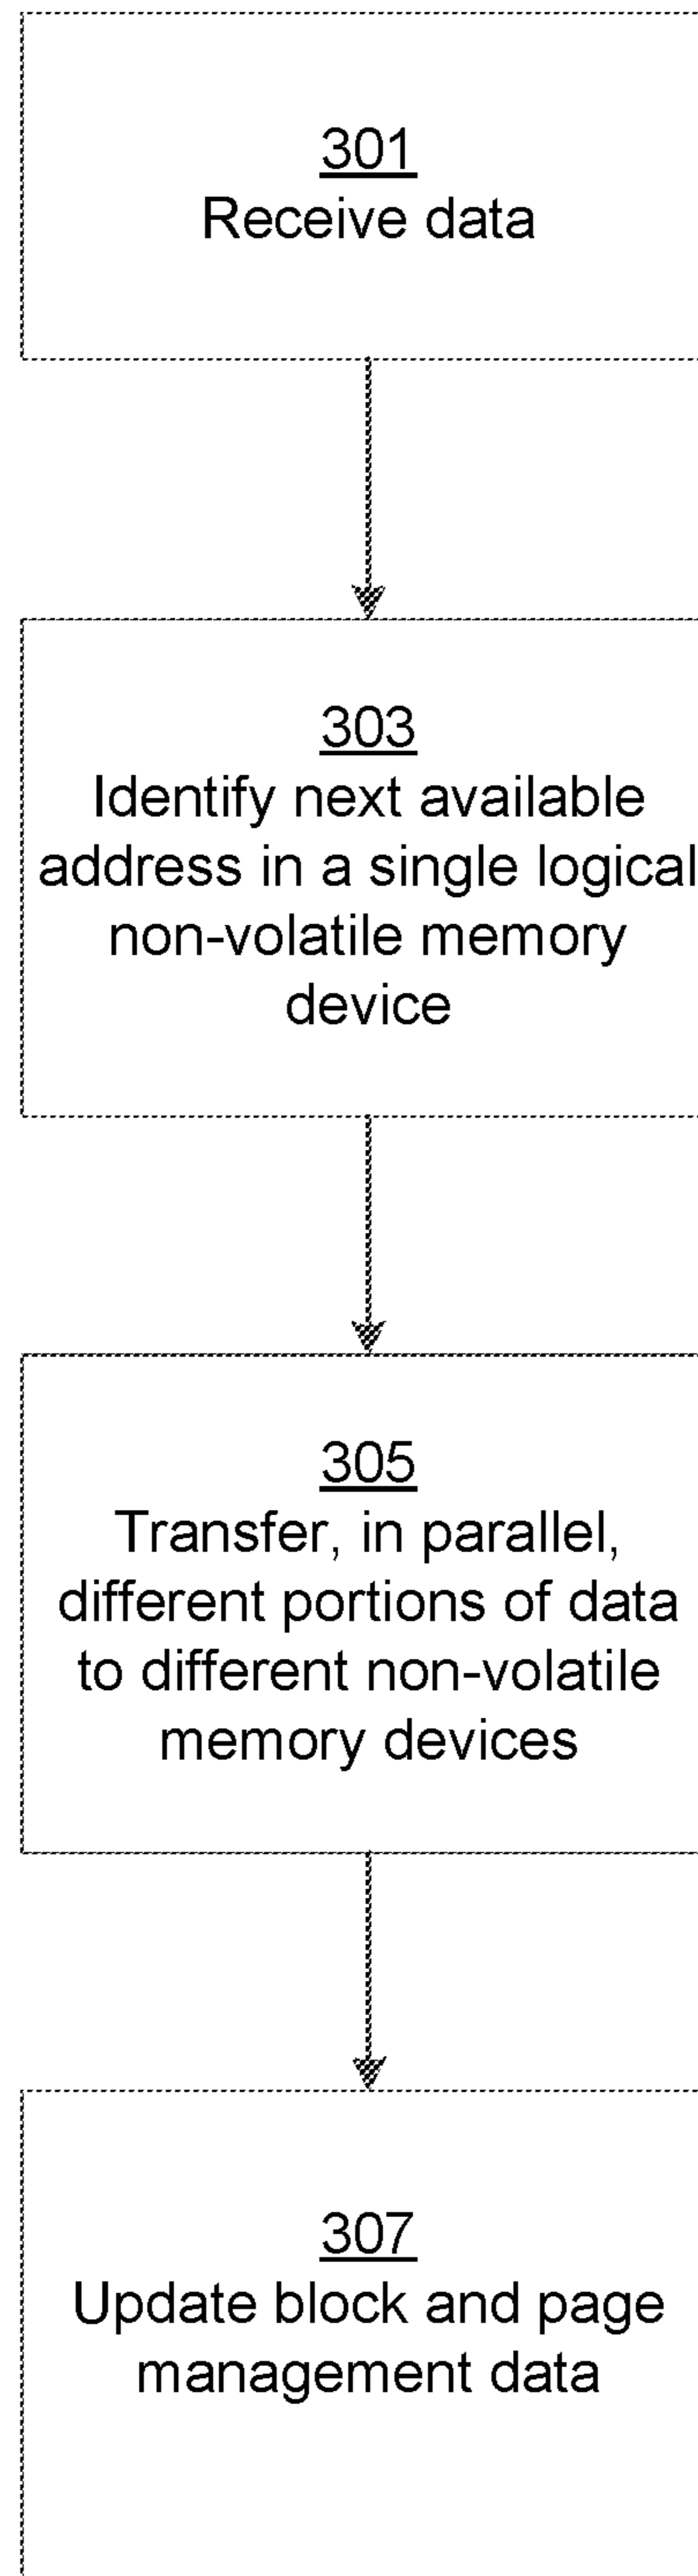 301
Receive data
303
Identify next available
address in a single logical
non-volatile memory
device
305
Transfer, in parallel,
different portions of data
to different non-volatile
memory devices
307
Update block and page
management data